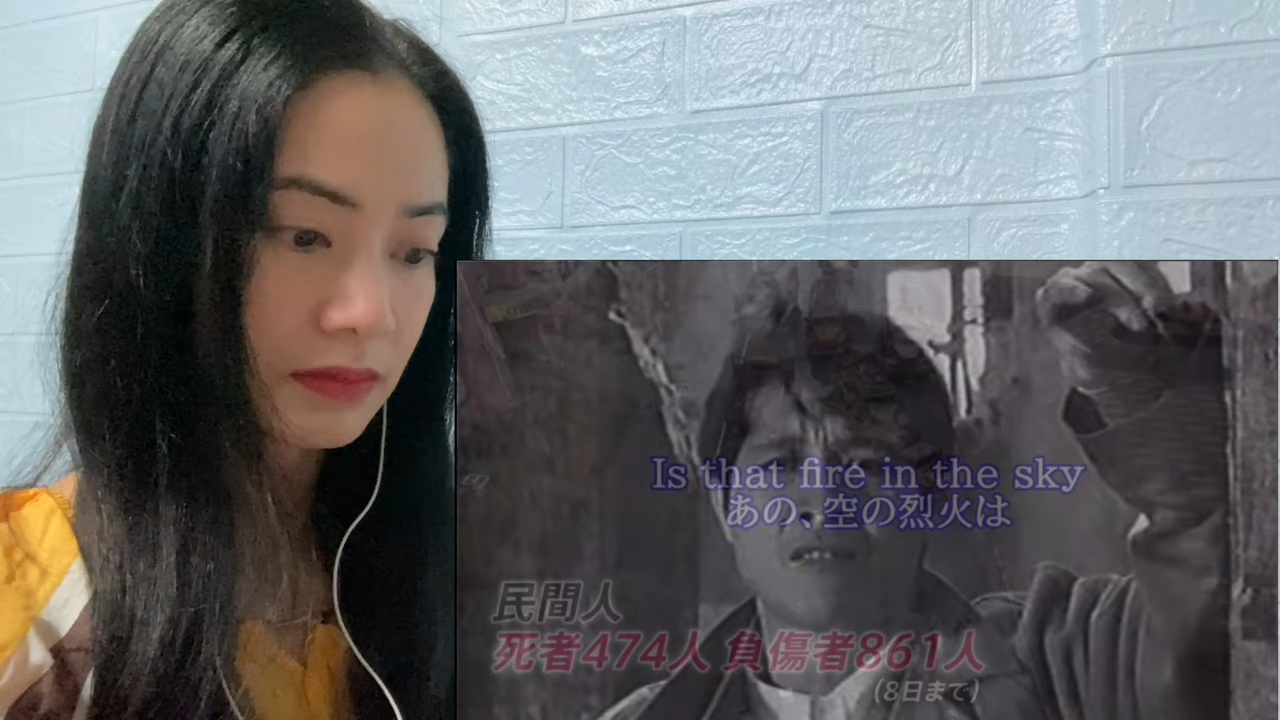 Is that fire in the sky
あの、空の烈火は
民間人
死者474人 負傷者861人
(8日まで)